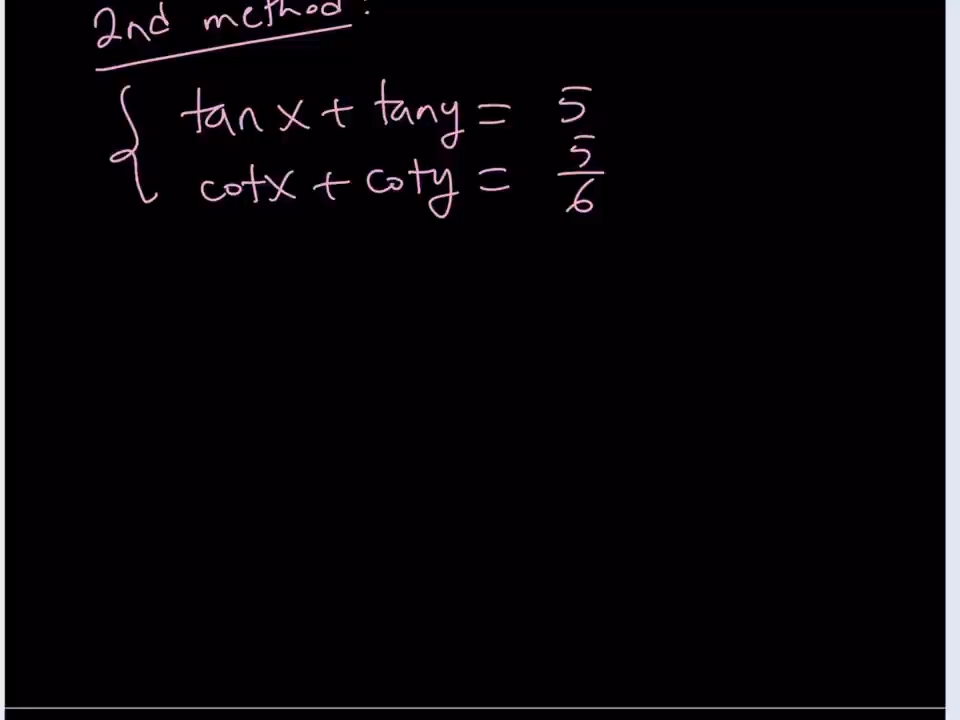 2nd method:
tan x + tan y = 5
cot x + cot y = 5/6